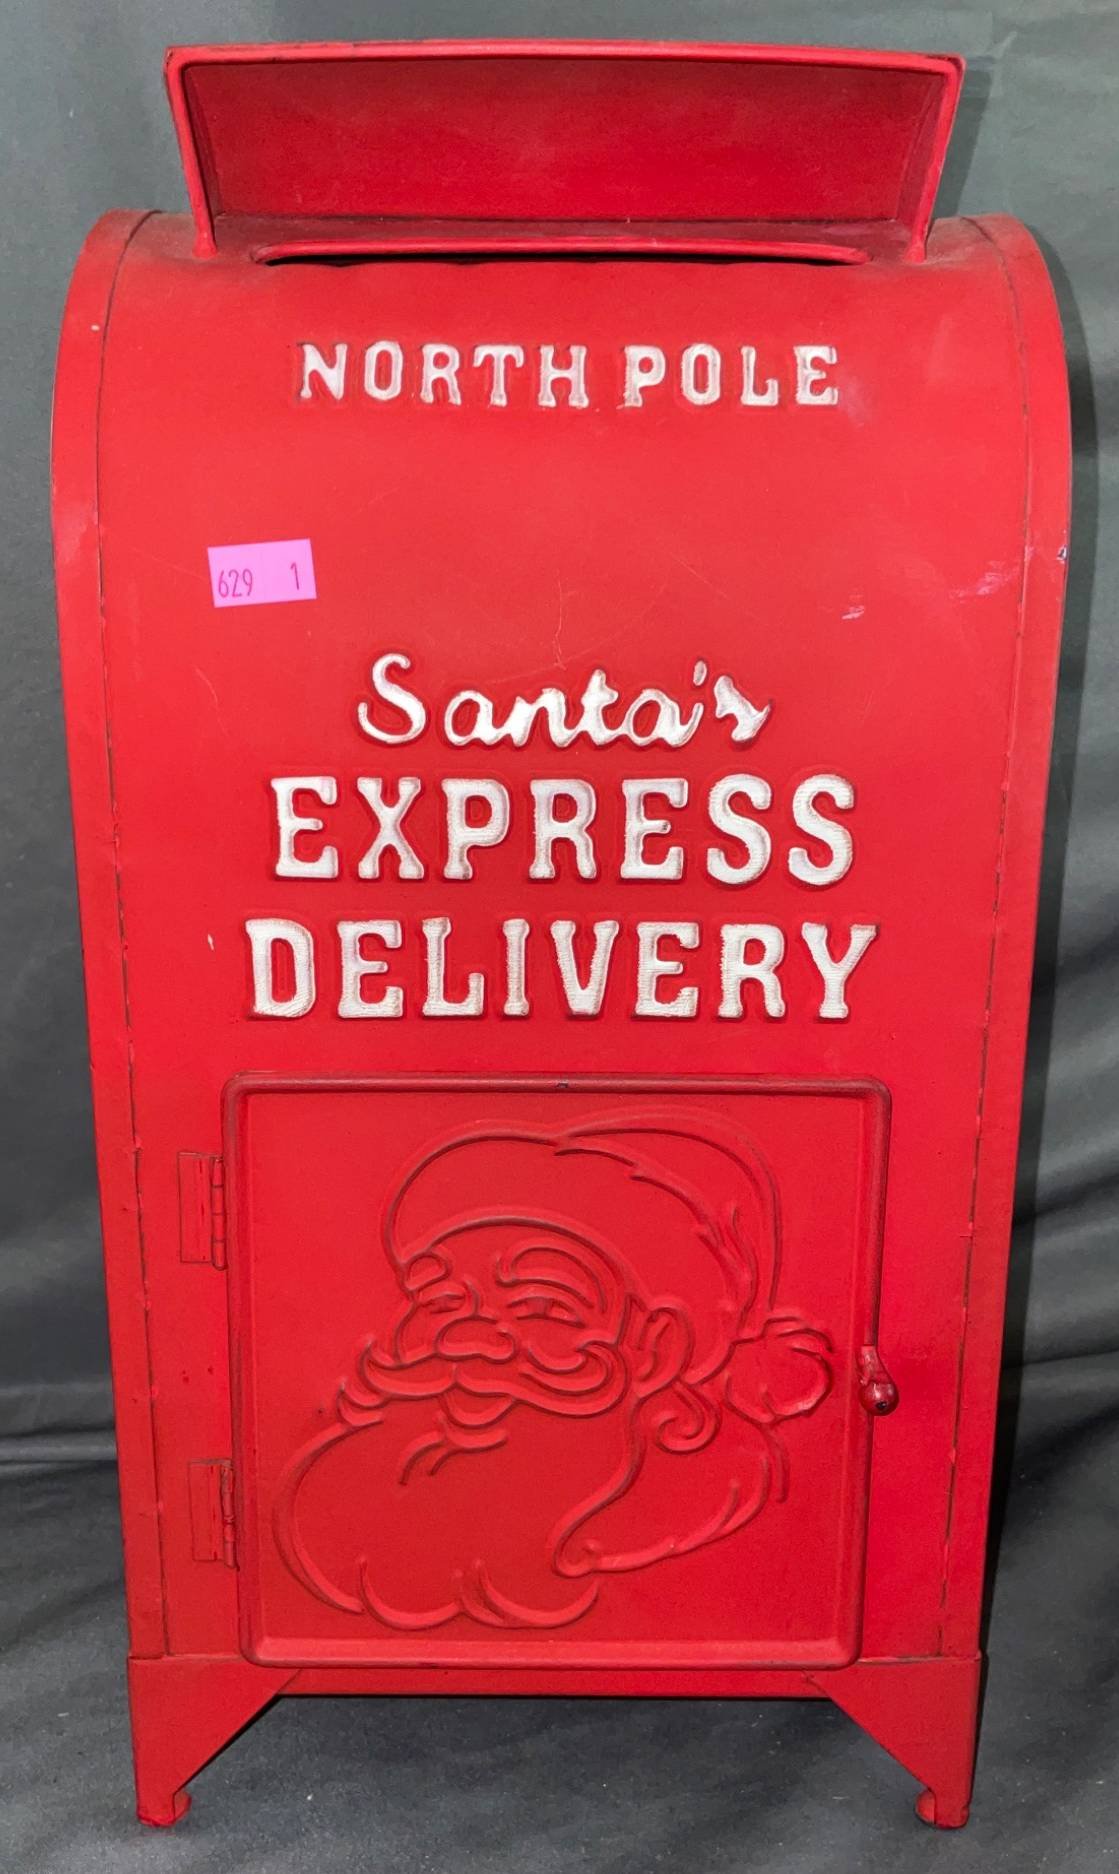 NORTH POLE
629 1
Santa's
EXPRESS
DELIVERY